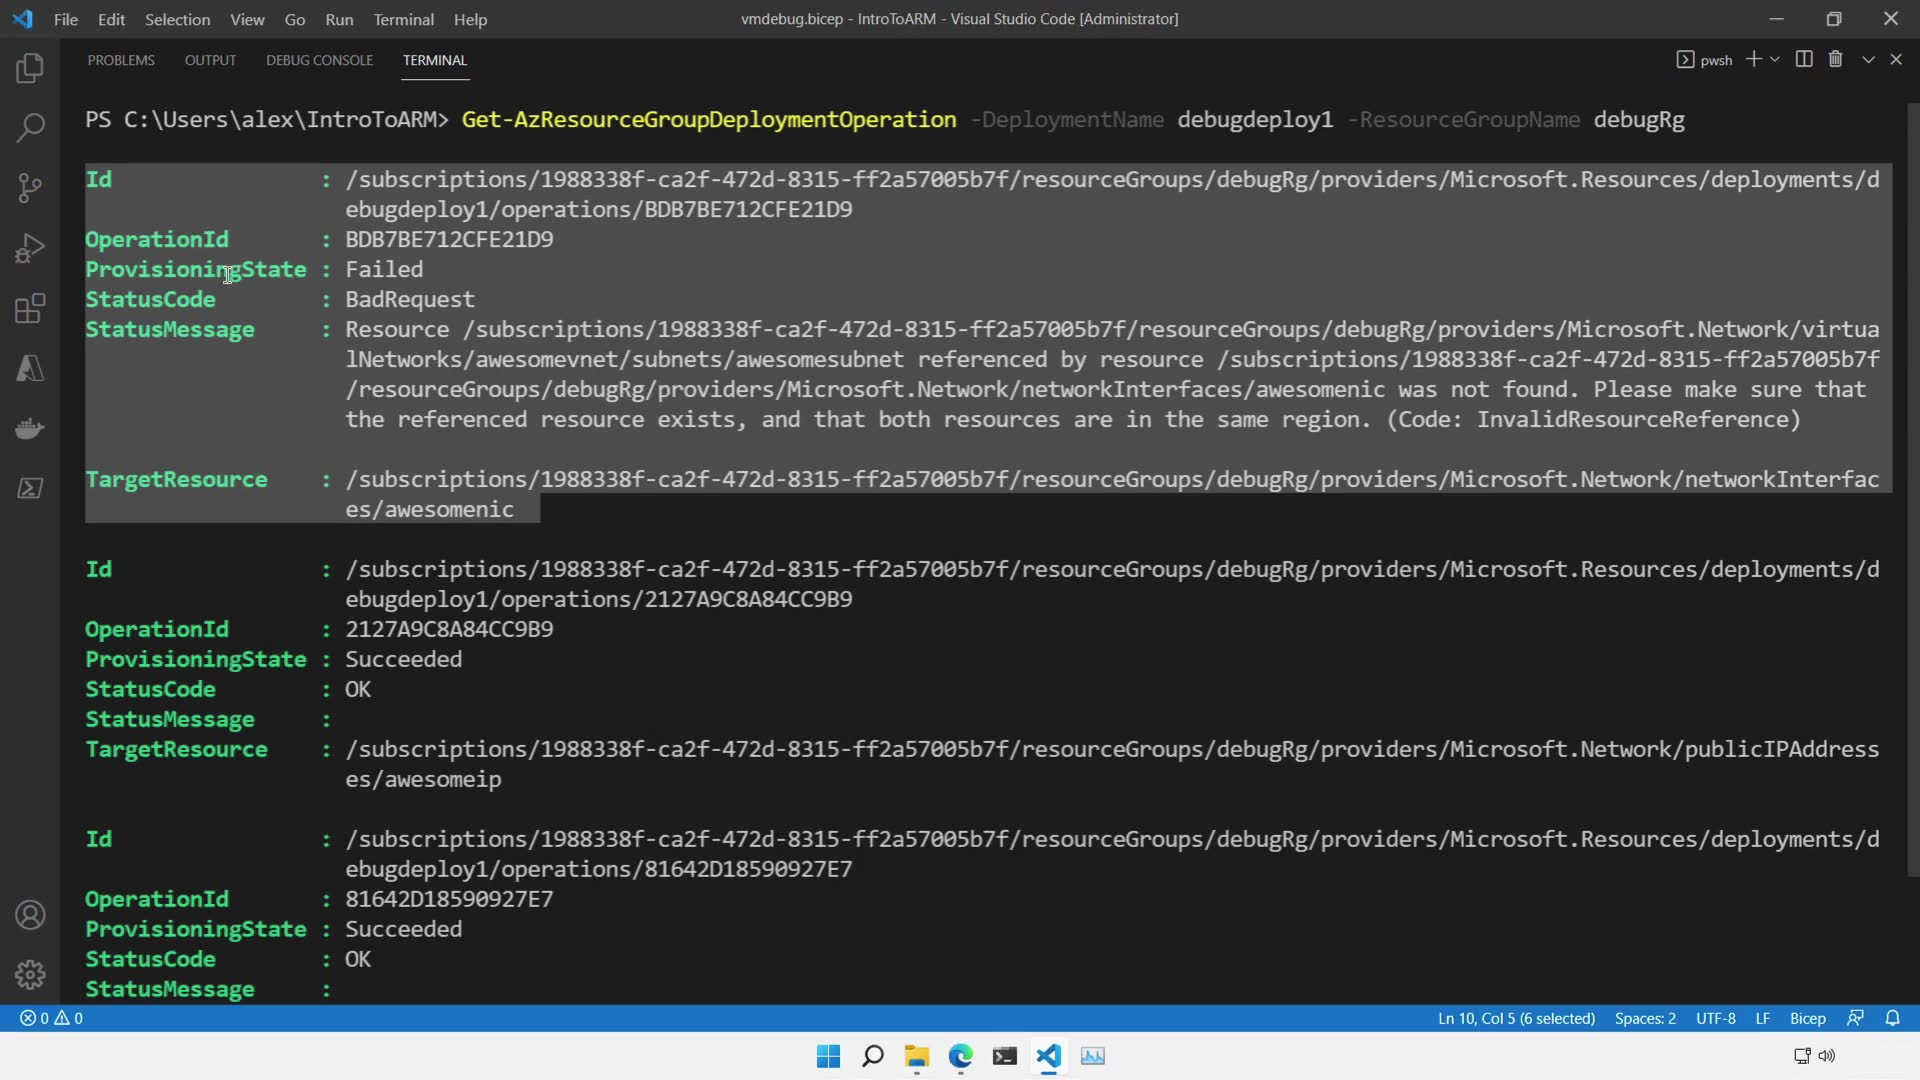 File Edit Selection View Go Run Terminal Help vmdebug.bicep - IntroToARM - Visual Studio Code [Administrator]
PROBLEMS OUTPUT DEBUG CONSOLE TERMINAL pwsh
PS C:\Users\alex\IntroToARM> Get-AzResourceGroupDeploymentOperation -DeploymentName debugdeploy1 -ResourceGroupName debugRg
Id : /subscriptions/1988338f-ca2f-472d-8315-ff2a57005b7f/resourceGroups/debugRg/providers/Microsoft.Resources/deployments/d
ebugdeploy1/operations/BDB7BE712CFE21D9
OperationId : BDB7BE712CFE21D9
ProvisioningState : Failed
StatusCode : BadRequest
StatusMessage : Resource /subscriptions/1988338f-ca2f-472d-8315-ff2a57005b7f/resourceGroups/debugRg/providers/Microsoft.Network/virtua
lNetworks/awesomevnet/subnets/awesomesubnet referenced by resource /subscriptions/1988338f-ca2f-472d-8315-ff2a57005b7f
/resourceGroups/debugRg/providers/Microsoft.Network/networkInterfaces/awesomenic was not found. Please make sure that
the referenced resource exists, and that both resources are in the same region. (Code: InvalidResourceReference)
TargetResource : /subscriptions/1988338f-ca2f-472d-8315-ff2a57005b7f/resourceGroups/debugRg/providers/Microsoft.Network/networkInterfac
es/awesomenic
Id : /subscriptions/1988338f-ca2f-472d-8315-ff2a57005b7f/resourceGroups/debugRg/providers/Microsoft.Resources/deployments/d
ebugdeploy1/operations/2127A9C8A84CC9B9
OperationId : 2127A9C8A84CC9B9
ProvisioningState : Succeeded
StatusCode : OK
StatusMessage :
TargetResource : /subscriptions/1988338f-ca2f-472d-8315-ff2a57005b7f/resourceGroups/debugRg/providers/Microsoft.Network/publicIPAddress
es/awesomeip
Id : /subscriptions/1988338f-ca2f-472d-8315-ff2a57005b7f/resourceGroups/debugRg/providers/Microsoft.Resources/deployments/d
ebugdeploy1/operations/81642D18590927E7
OperationId : 81642D18590927E7
ProvisioningState : Succeeded
StatusCode : OK
StatusMessage :
0 0 Ln 10, Col 5 (6 selected) Spaces: 2 UTF-8 LF Bicep